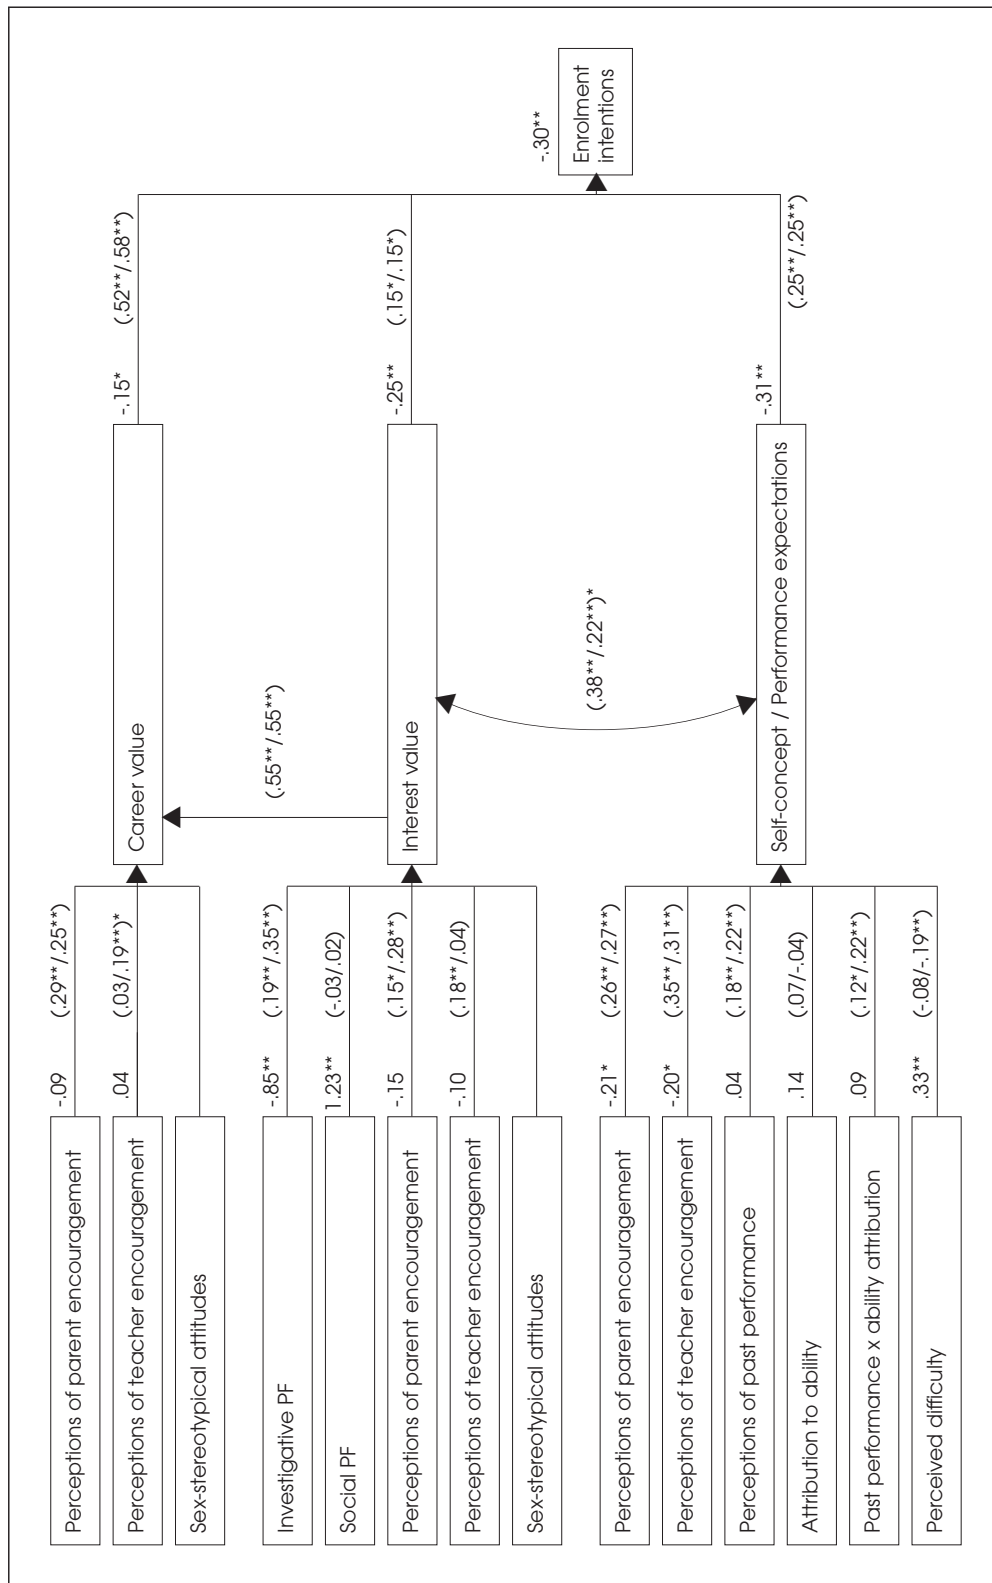 Perceptions of parent encouragement
-.09
(.29**/.25**)
Perceptions of teacher encouragement
.04
(.03/.19**)*
Sex-stereotypical attitudes
Career value
-.15*
(.52**/.58**)
(.55**/.55**)
Investigative PF
-.85**
(.19**/.35**)
Social PF
1.23**
(-.03/.02)
Perceptions of parent encouragement
-.15
(.15*/.28**)
Perceptions of teacher encouragement
-.10
(.18**/.04)
Sex-stereotypical attitudes
Interest value
-.25**
(.15*/.15*)
(.38**/.22**)*
Perceptions of parent encouragement
-.21*
(.26**/.27**)
Perceptions of teacher encouragement
-.20*
(.35**/.31**)
Perceptions of past performance
.04
(.18**/.22**)
Attribution to ability
.14
(.07/-.04)
Past performance x ability attribution
.09
(.12*/.22**)
Perceived difficulty
.33**
(-.08/-.19**)
Self-concept / Performance expectations
-.31**
(.25**/.25**)
-.30**
Enrolment
intentions